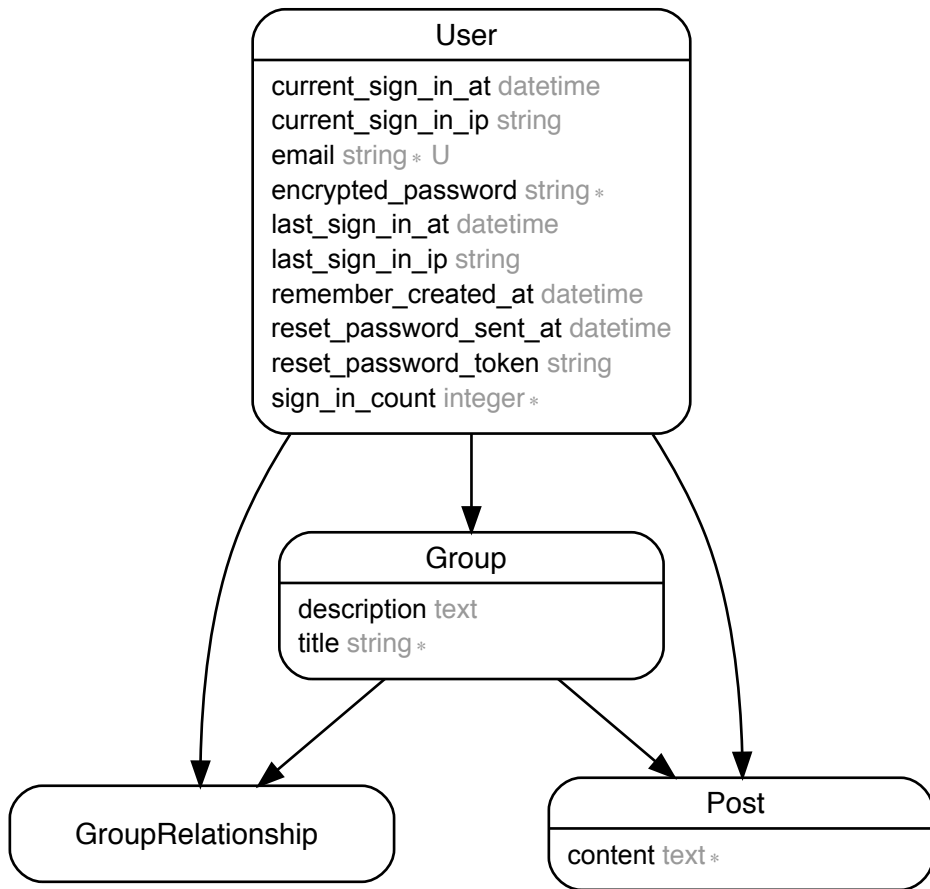 User
current_sign_in_at datetime
current_sign_in_ip string
email string * U
encrypted_password string *
last_sign_in_at datetime
last_sign_in_ip string
remember_created_at datetime
reset_password_sent_at datetime
reset_password_token string
sign_in_count integer *
Group
description text
title string *
GroupRelationship
Post
content text *